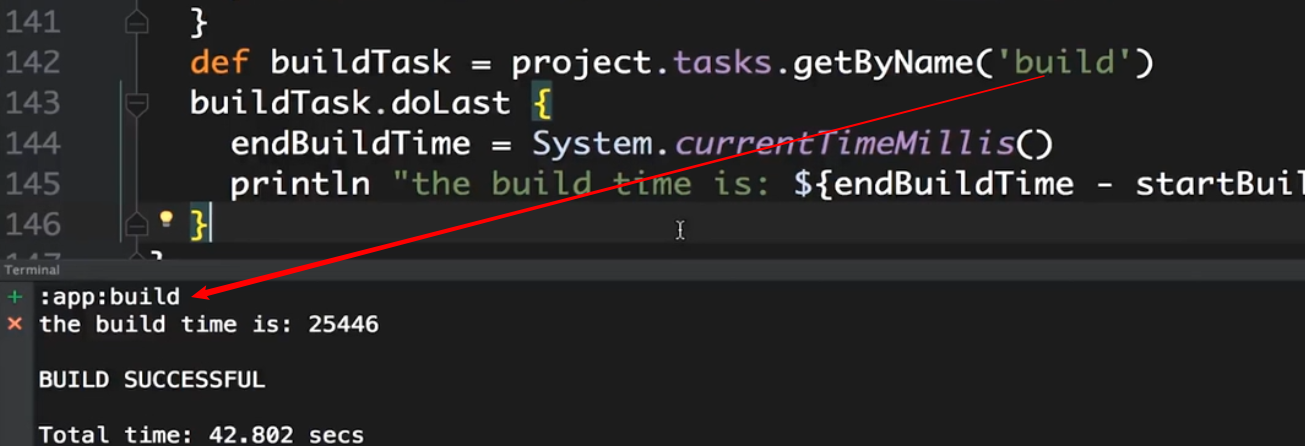 141 }
142 def buildTask = project.tasks.getByName('build')
143 buildTask.doLast {
144 endBuildTime = System.currentTimeMillis()
145 println "the build time is: ${endBuildTime - startBuil
146 }
147 }
Terminal
:app:build
the build time is: 25446
BUILD SUCCESSFUL
Total time: 42.802 secs